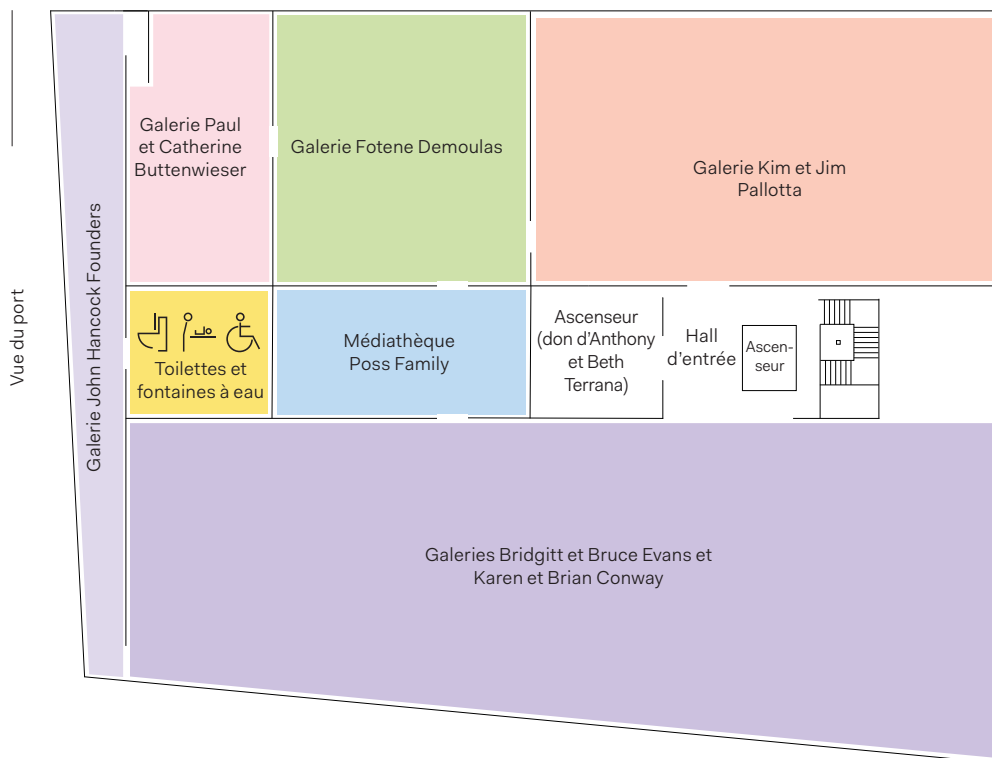 Galerie Paul
et Catherine
Buttenwieser
Galerie Fotene Demoulas
Galerie Kim et Jim
Pallotta
Vue du port
Galerie John Hancock Founders
Toilettes et
fontaines à eau
Médiathèque
Poss Family
Ascenseur
(don d’Anthony
et Beth
Terrana)
Hall
d’entrée
Ascen-
seur
Galeries Bridgitt et Bruce Evans et
Karen et Brian Conway